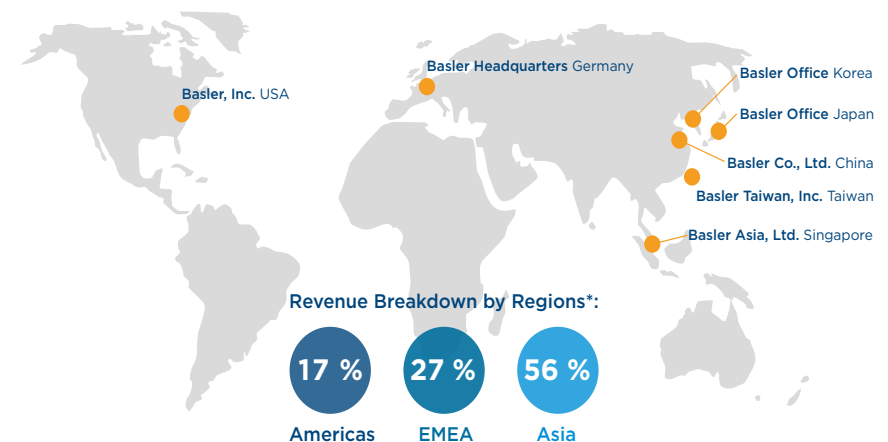 Basler Headquarters Germany
Basler, Inc. USA
Basler Office Korea
Basler Office Japan
Basler Co., Ltd. China
Basler Taiwan, Inc. Taiwan
Basler Asia, Ltd. Singapore
Revenue Breakdown by Regions*:
17 % 27 % 56 %
Americas EMEA Asia